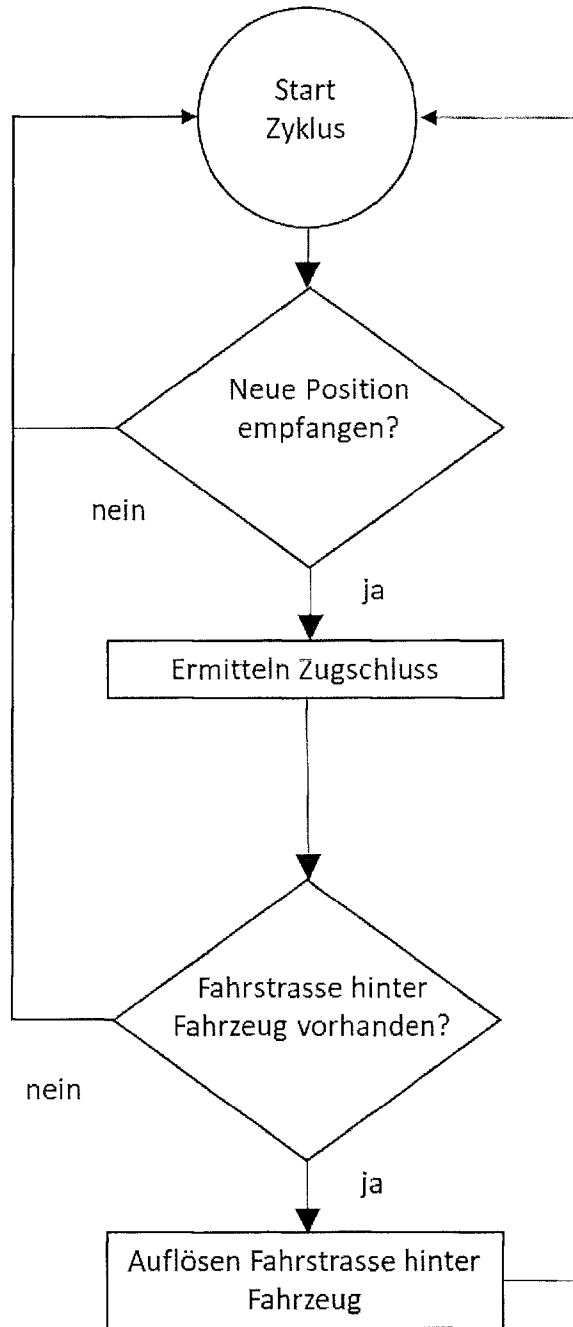 Start
Zyklus
Neue Position
empfangen?
nein
ja
Ermitteln Zugschluss
Fahrstrasse hinter
Fahrzeug vorhanden?
nein
ja
Auflösen Fahrstrasse hinter
Fahrzeug